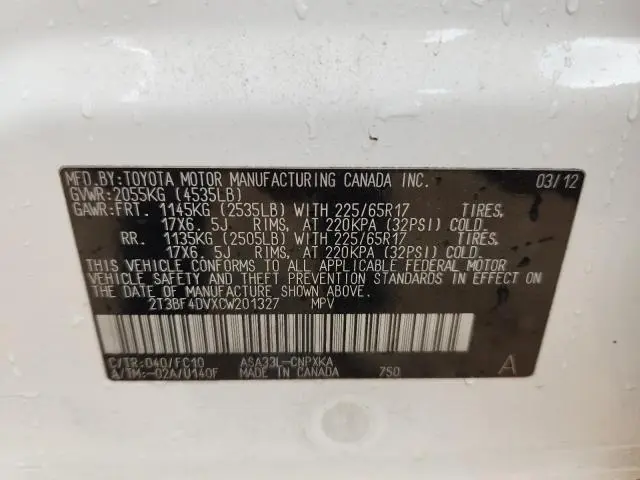 MFD.BY:TOYOTA MOTOR MANUFACTURING CANADA INC. 03/12
GVWR:2055KG (4535LB)
GAWR:FRT. 1145KG (2535LB) WITH 225/65R17 TIRES,
17X6.5J RIMS, AT 220KPA (32PSI) COLD.
RR. 1135KG (2505LB) WITH 225/65R17 TIRES,
17X6.5J RIMS, AT 220KPA (32PSI) COLD.
THIS VEHICLE CONFORMS TO ALL APPLICABLE FEDERAL MOTOR
VEHICLE SAFETY AND THEFT PREVENTION STANDARDS IN EFFECT ON
THE DATE OF MANUFACTURE SHOWN ABOVE.
2T3BF4DVXCW201327 MPV
C/TR:040/FC10 ASA33L-CNPXKA A
A/TM:-02A/U140F MADE IN CANADA 7S0